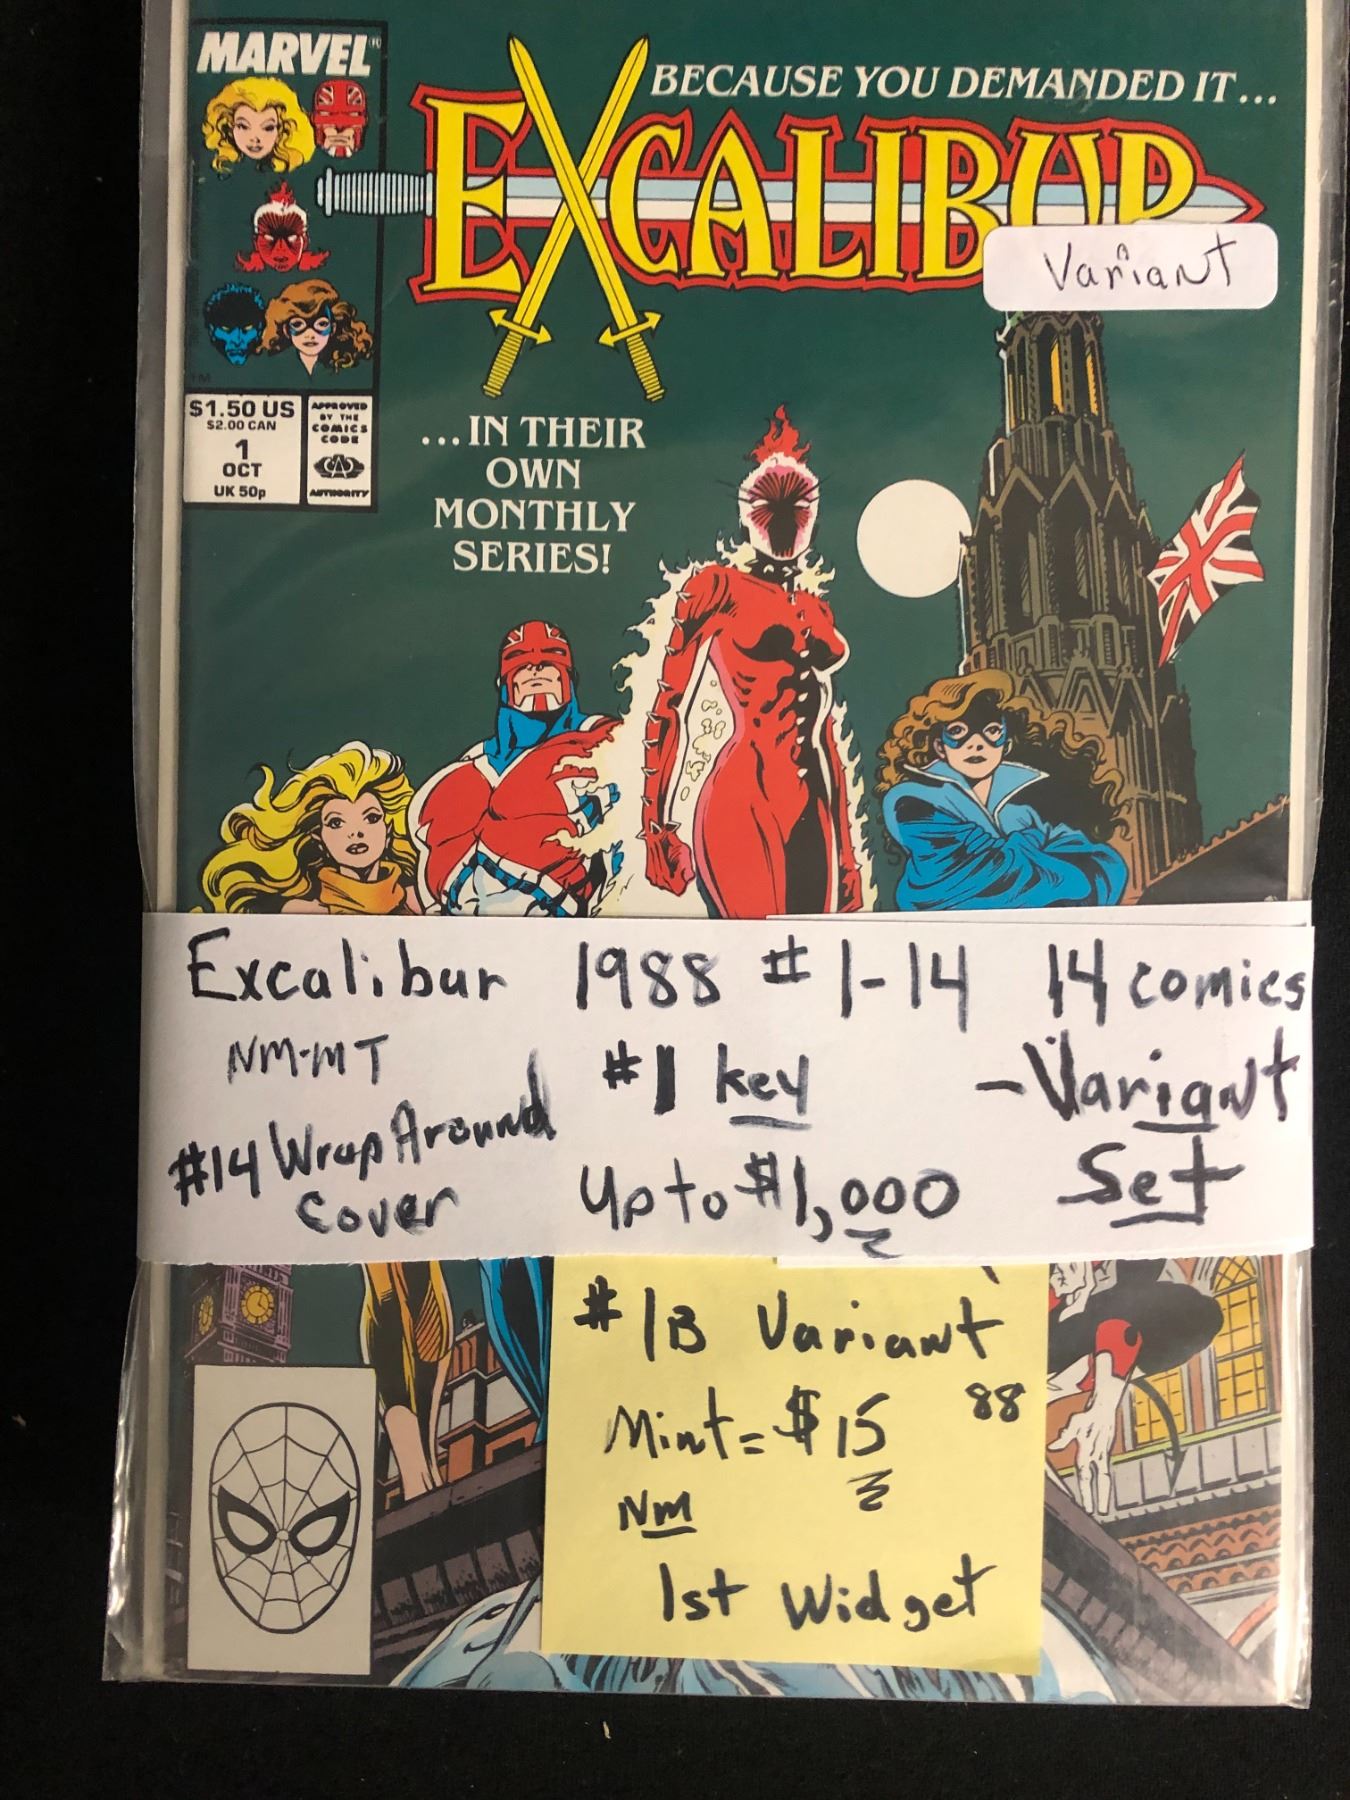 MARVEL
BECAUSE YOU DEMANDED IT...
EXCALIBUR
Variant
$1.50 US
$2.00 CAN
1
OCT
UK 50p
APPROVED
BY THE
COMICS
CODE
AUTHORITY
TM
...IN THEIR
OWN
MONTHLY
SERIES!
Excalibur 1988 #1-14 14 comics
NM-MT #1 key - Variant
#14 Wrap Around up to $1,000 Set
Cover
#1B Variant
Mint = $15 88
NM
1st Widget